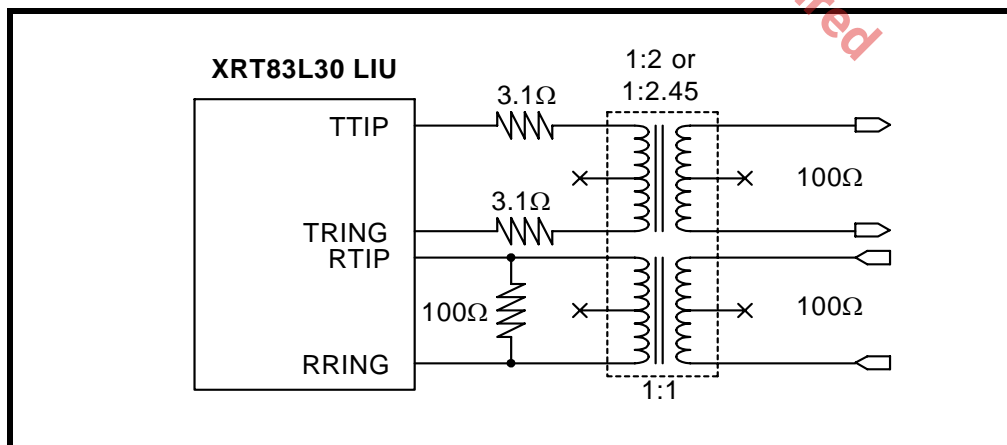 XRT83L30 LIU
1:2 or
1:2.45
3.1Ω
TTIP
100Ω
3.1Ω
TRING
RTIP
100Ω
100Ω
RRING
1:1